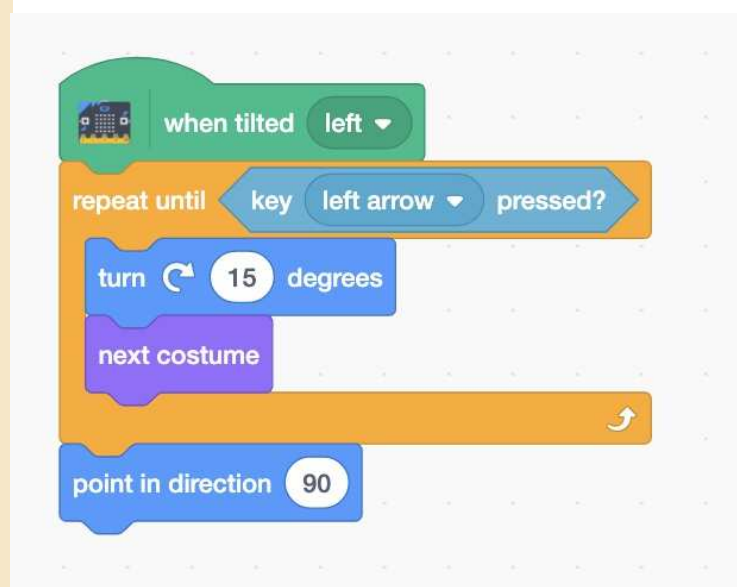 when tilted left
repeat until key left arrow pressed?
turn 15 degrees
next costume
point in direction 90